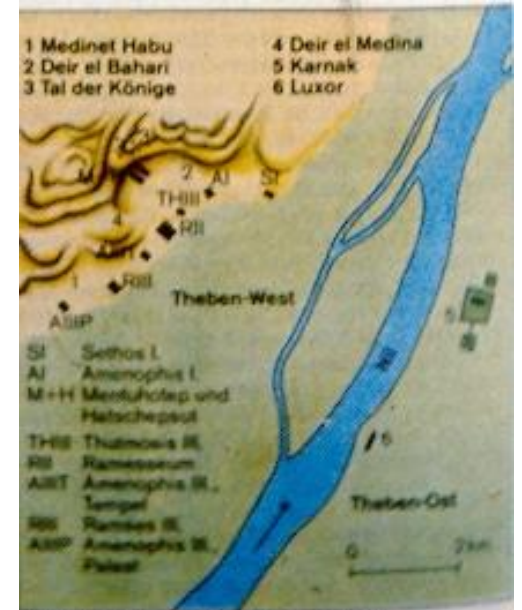 1 Medinet Habu
2 Deir el Bahari
3 Tal der Könige
4 Deir el Medina
5 Karnak
6 Luxor
2
AI
SI
THIII
4
RII
1
RIII
AIIIP
Theben-West
5
Nil
6
Theben-Ost
0 2km
SI Sethos I.
AI Amenophis I.
M+H Mentuhotep und
Hatschepsut
THIII Thutmosis III.
RII Ramesseum
AIIIT Amenophis III.,
Tempel
RIII Ramses III.
AIIIP Amenophis III.,
Palast